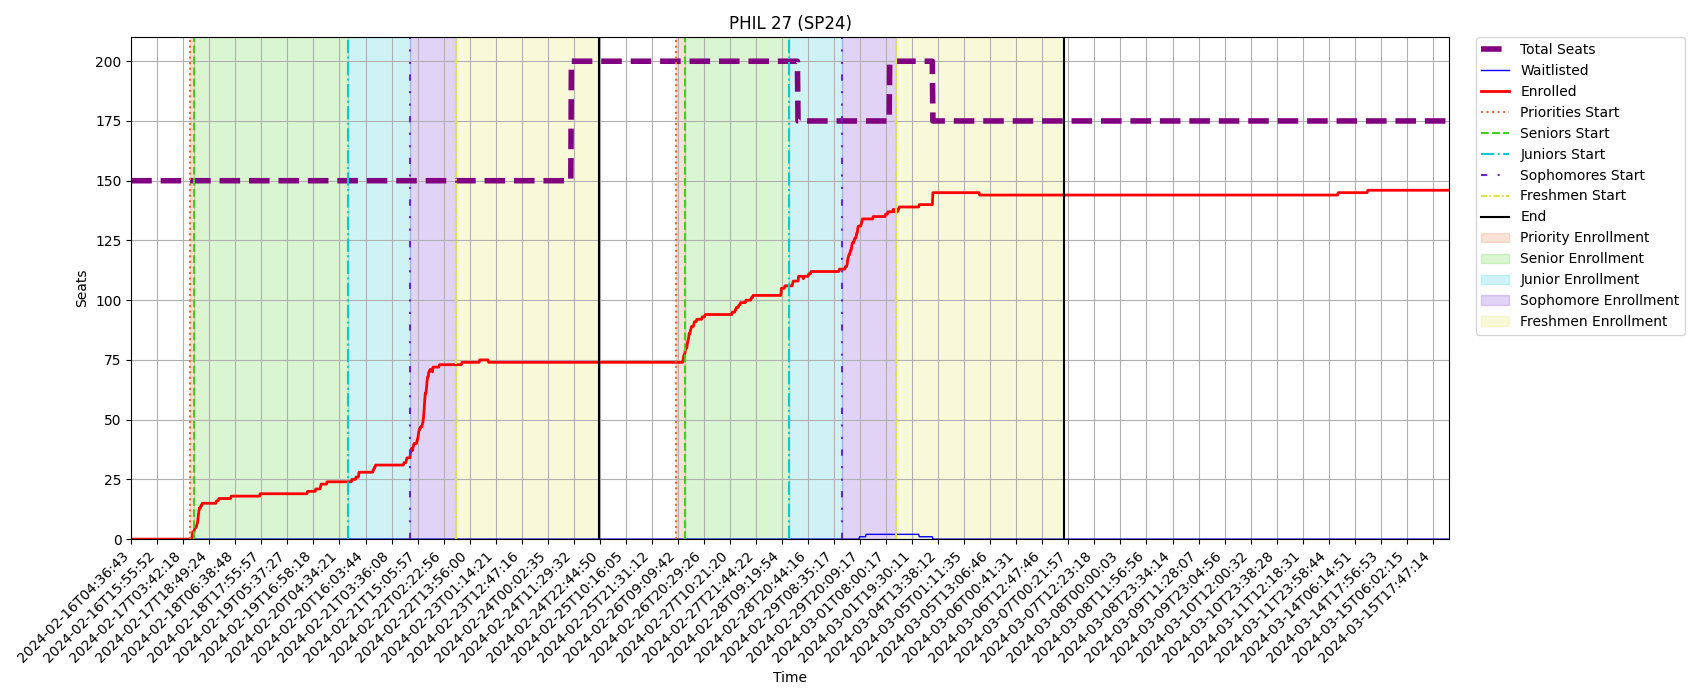 PHIL 27 (SP24)
Seats
200
175
150
125
100
75
50
25
0
2024-02-16T04:36:43
2024-02-16T15:55:52
2024-02-17T03:42:18
2024-02-17T18:49:24
2024-02-18T06:38:48
2024-02-18T17:55:57
2024-02-19T05:37:27
2024-02-19T16:58:18
2024-02-20T04:34:21
2024-02-20T16:03:44
2024-02-21T03:36:08
2024-02-21T15:05:57
2024-02-22T02:22:56
2024-02-22T13:56:00
2024-02-23T01:14:21
2024-02-23T12:47:16
2024-02-24T00:02:35
2024-02-24T11:29:32
2024-02-24T22:44:50
2024-02-25T10:16:05
2024-02-25T21:31:12
2024-02-26T09:09:42
2024-02-26T20:29:26
2024-02-27T10:21:20
2024-02-27T21:44:22
2024-02-28T09:19:54
2024-02-28T20:44:16
2024-02-29T08:35:17
2024-02-29T20:09:17
2024-03-01T08:00:17
2024-03-01T19:30:11
2024-03-04T13:38:12
2024-03-05T01:11:35
2024-03-05T13:06:46
2024-03-06T00:41:31
2024-03-06T12:47:46
2024-03-07T00:21:57
2024-03-07T12:23:18
2024-03-08T00:00:03
2024-03-08T11:56:56
2024-03-08T23:34:14
2024-03-09T11:28:07
2024-03-09T23:04:56
2024-03-10T12:00:32
2024-03-10T23:38:28
2024-03-11T12:18:31
2024-03-11T23:58:44
2024-03-14T06:14:51
2024-03-14T17:56:53
2024-03-15T06:02:15
2024-03-15T17:47:14
Time
Total Seats
Waitlisted
Enrolled
Priorities Start
Seniors Start
Juniors Start
Sophomores Start
Freshmen Start
End
Priority Enrollment
Senior Enrollment
Junior Enrollment
Sophomore Enrollment
Freshmen Enrollment